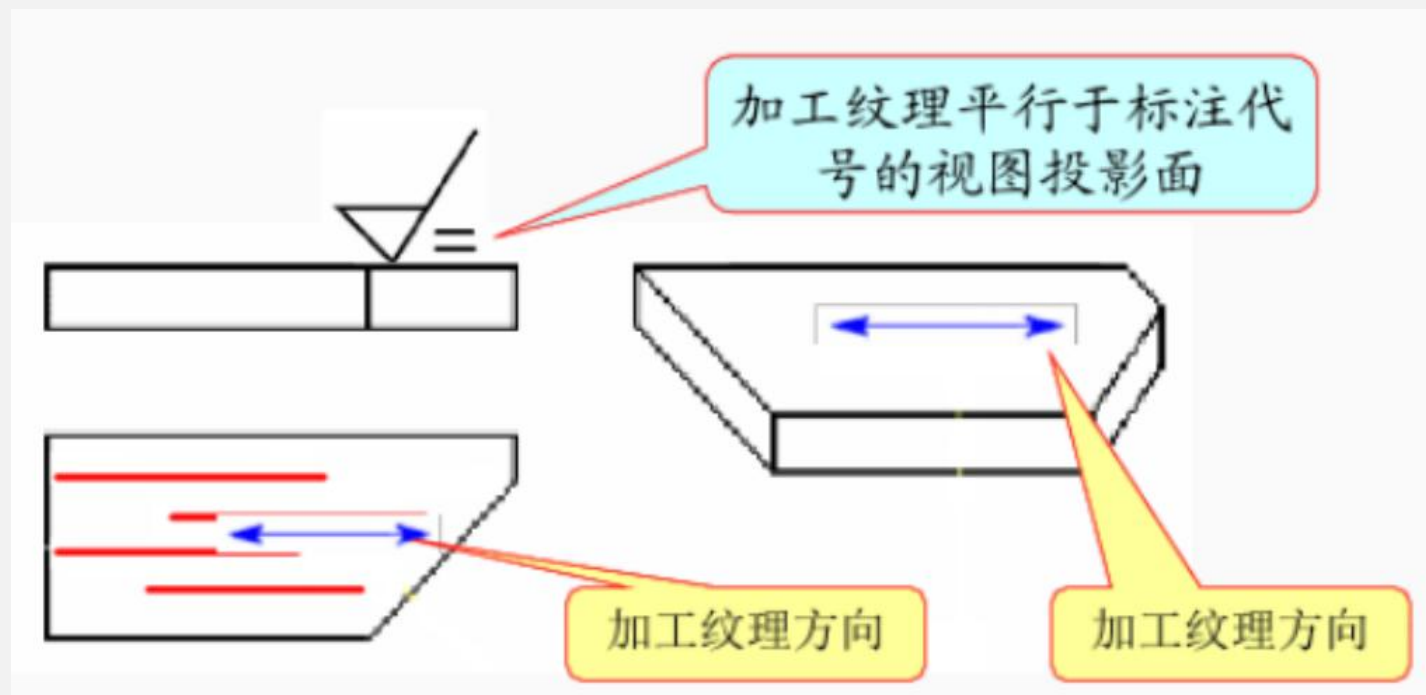 加工纹理平行于标注代
号的视图投影面
=
加工纹理方向
加工纹理方向